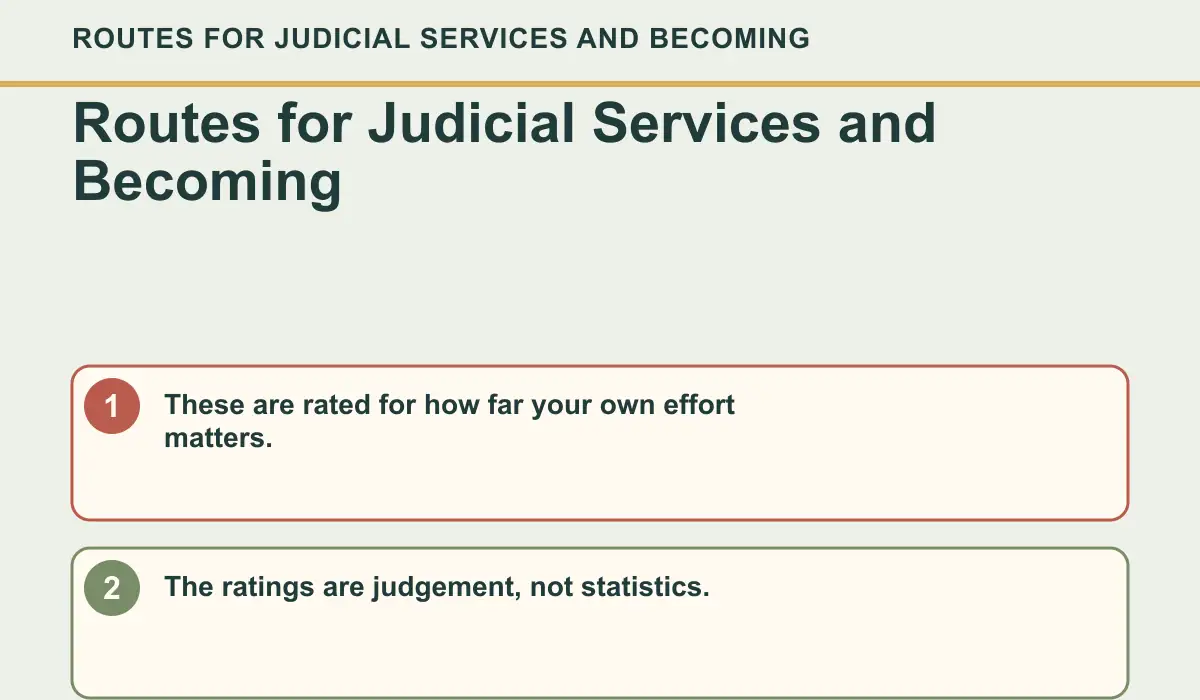 ROUTES FOR JUDICIAL SERVICES AND BECOMING
Routes for Judicial Services and
Becoming
1
These are rated for how far your own effort
matters.
2
The ratings are judgement, not statistics.